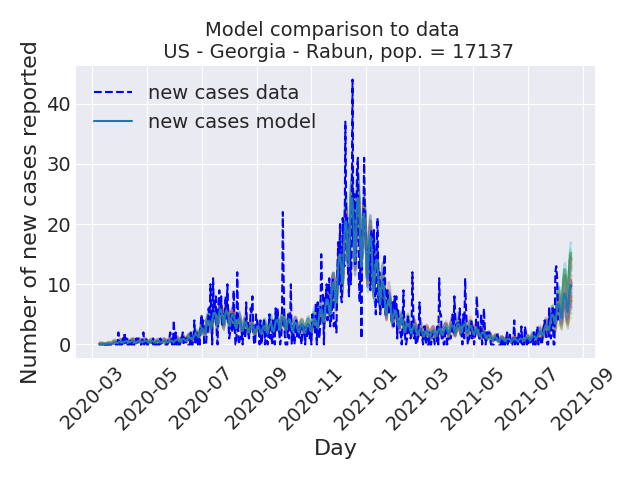 Model comparison to data
US - Georgia - Rabun, pop. = 17137
Number of new cases reported
new cases data
new cases model
40
30
20
10
0
2020-03
2020-05
2020-07
2020-09
2020-11
2021-01
2021-03
2021-05
2021-07
2021-09
Day